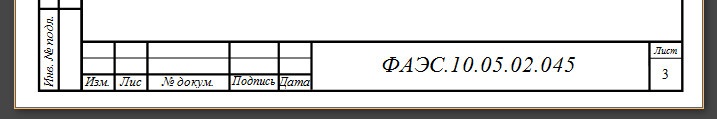 Инв. № подл.
Изм. Лис № докум. Подпись Дата
ФАЭС.10.05.02.045
Лист
3